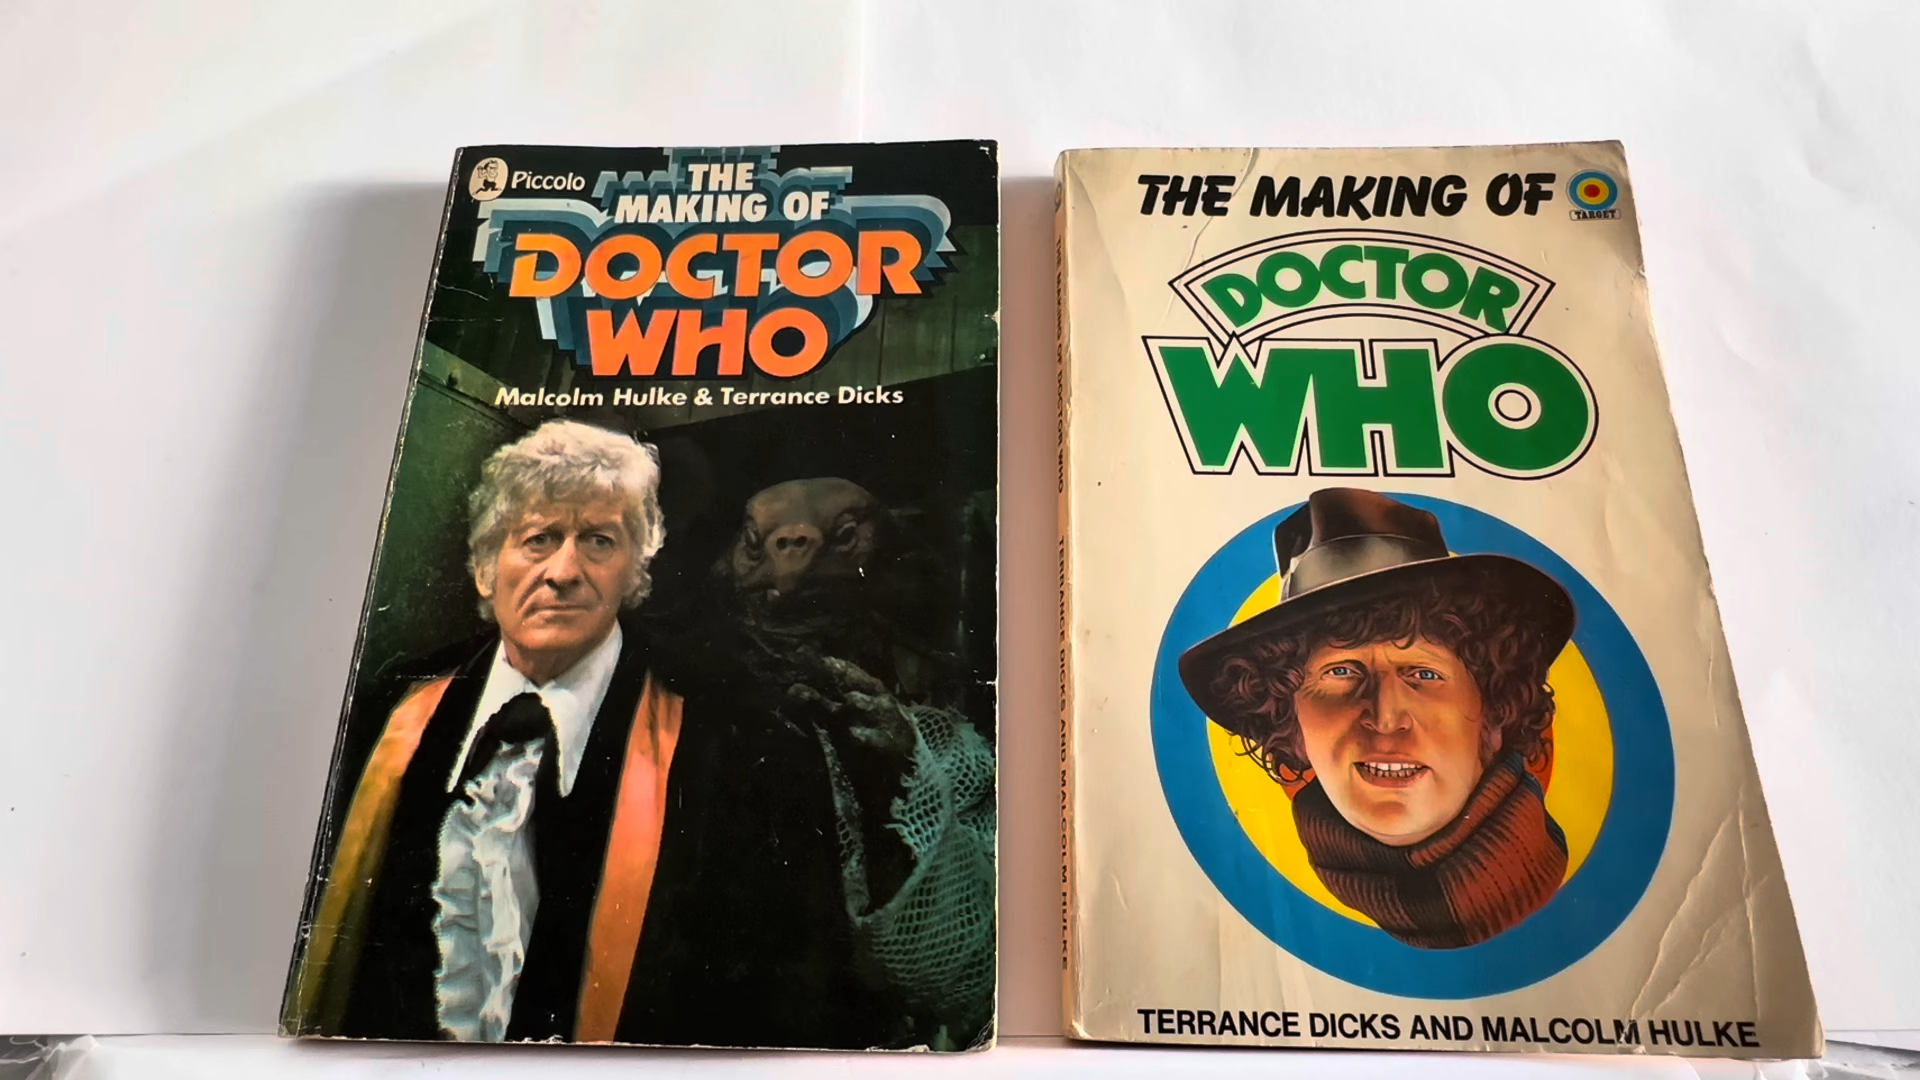 Piccolo
THE
MAKING OF
DOCTOR
WHO
Malcolm Hulke & Terrance Dicks
THE MAKING OF
TARGET
DOCTOR
WHO
TERRANCE DICKS AND MALCOLM HULKE
THE MAKING OF DOCTOR WHO TERRANCE DICKS AND MALCOLM HULKE